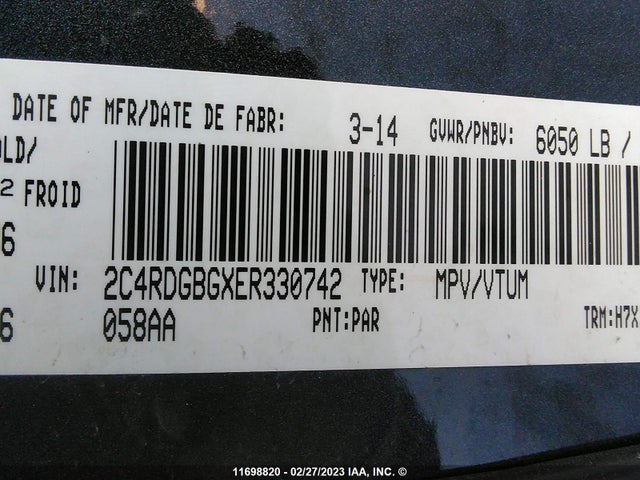 DATE OF MFR/DATE DE FABR: 3-14 GVWR/PNBV: 6050 LB /
OLD/
2 FROID
6
VIN: 2C4RDGBGXER330742 TYPE: MPV/VTUM
6 058AA PNT:PAR TRM:H7X
11698820 - 02/27/2023 IAA, INC. ©